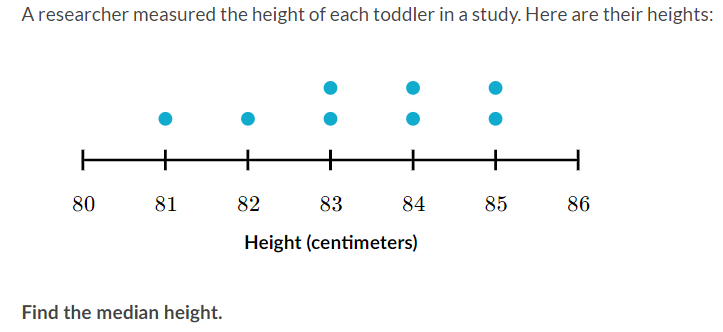 A researcher measured the height of each toddler in a study. Here are their heights:
80 81 82 83 84 85 86
Height (centimeters)
Find the median height.